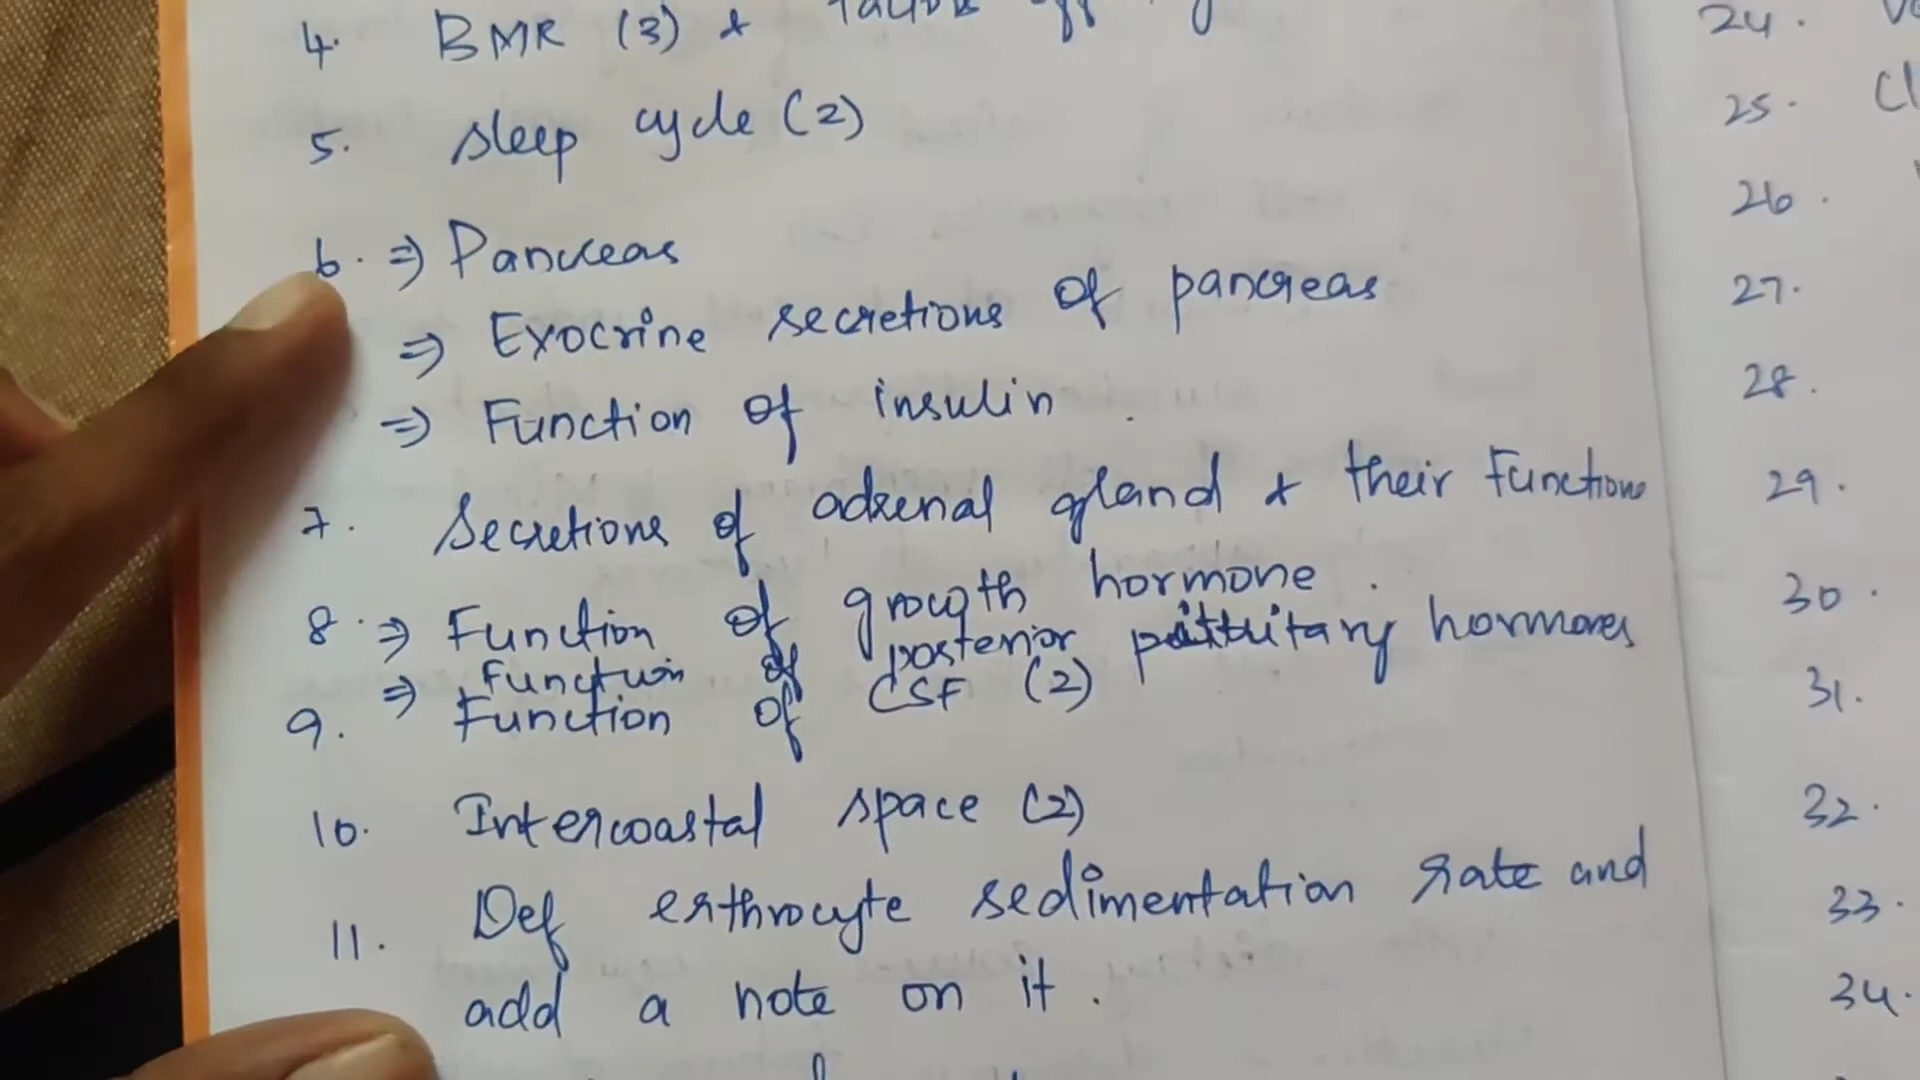 4. BMR (3) &
5. sleep cycle (2)
6. ⇒ Pancreas
⇒ Exocrine secretions of pancreas
⇒ Function of insulin.
7. Secretions of adrenal gland & their Functions
8. ⇒ Function of growth hormone.
⇒ Function of posterior pittuitary hormones
9. Function of CSF (2)
10. Intercoastal space (2)
11. Def erthrocyte sedimentation rate and
add a note on it.
24.
25.
26.
27.
28.
29.
30.
31.
32.
33.
34.